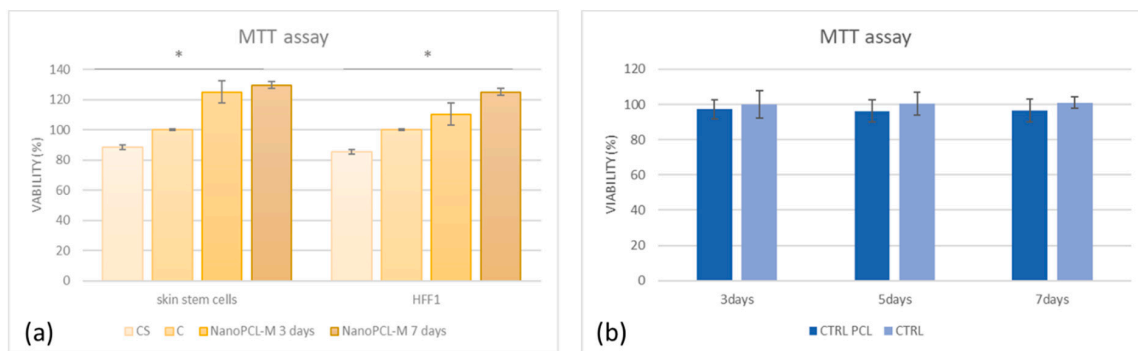 MTT assay
*
*
VABILITY (%)
140
120
100
80
60
40
20
0
skin stem cells HFF1
CS C NanoPCL-M 3 days NanoPCL-M 7 days
(a)
MTT assay
VIABILITY (%)
120
100
80
60
40
20
0
3days 5days 7days
CTRL PCL CTRL
(b)